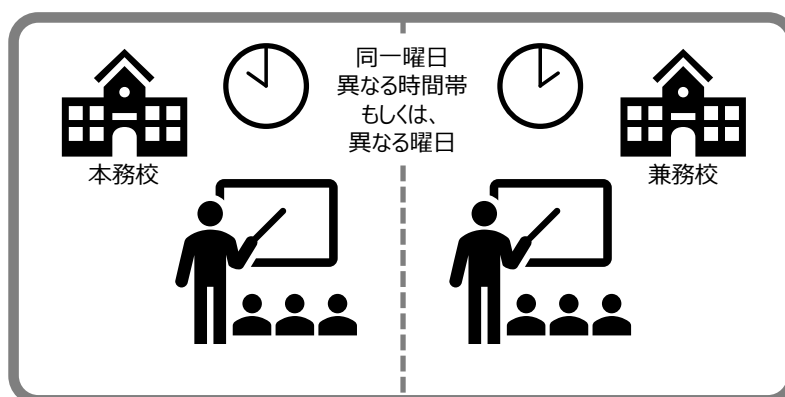 同一曜日
異なる時間帯
もしくは、
異なる曜日
本務校
兼務校